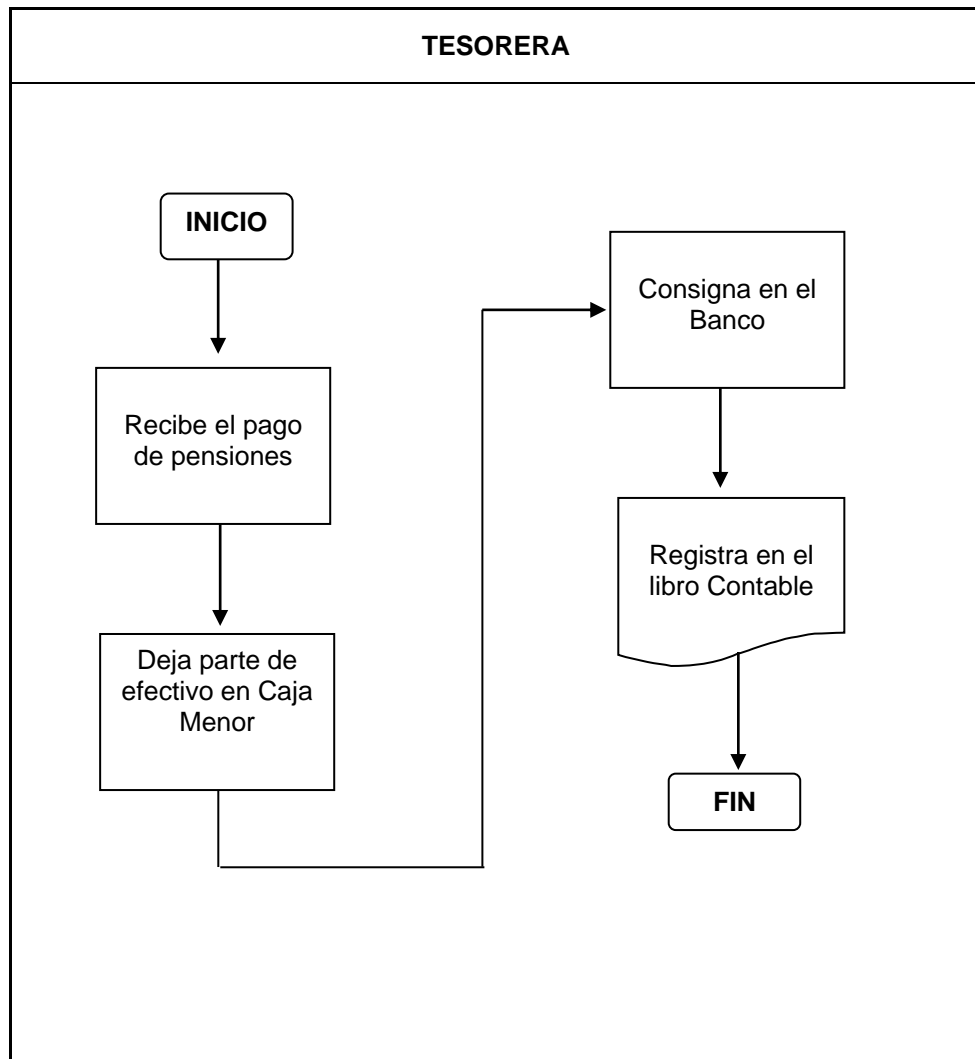 TESORERA
INICIO
Recibe el pago
de pensiones
Deja parte de
efectivo en Caja
Menor
Consigna en el
Banco
Registra en el
libro Contable
FIN